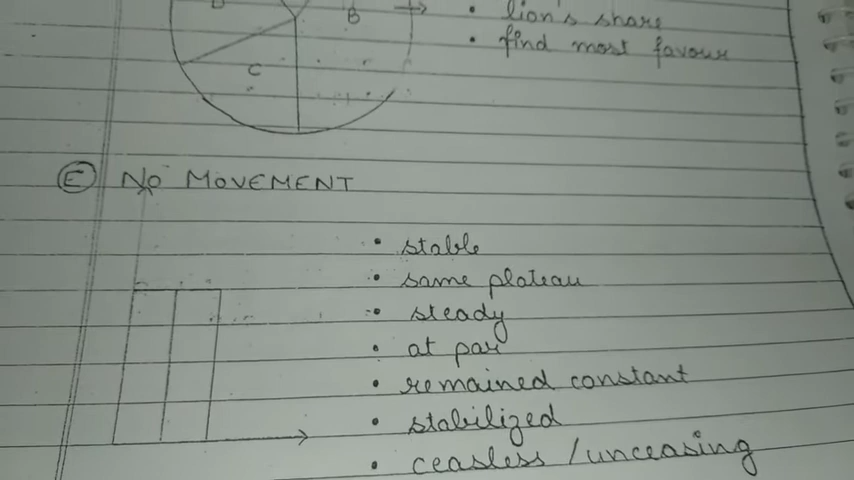 D
B
• lion's share
• find most favour
C
(E) NO MOVEMENT
• stable
• same plateau
• steady
• at par
• remained constant
• stabilized
• ceasless / unceasing